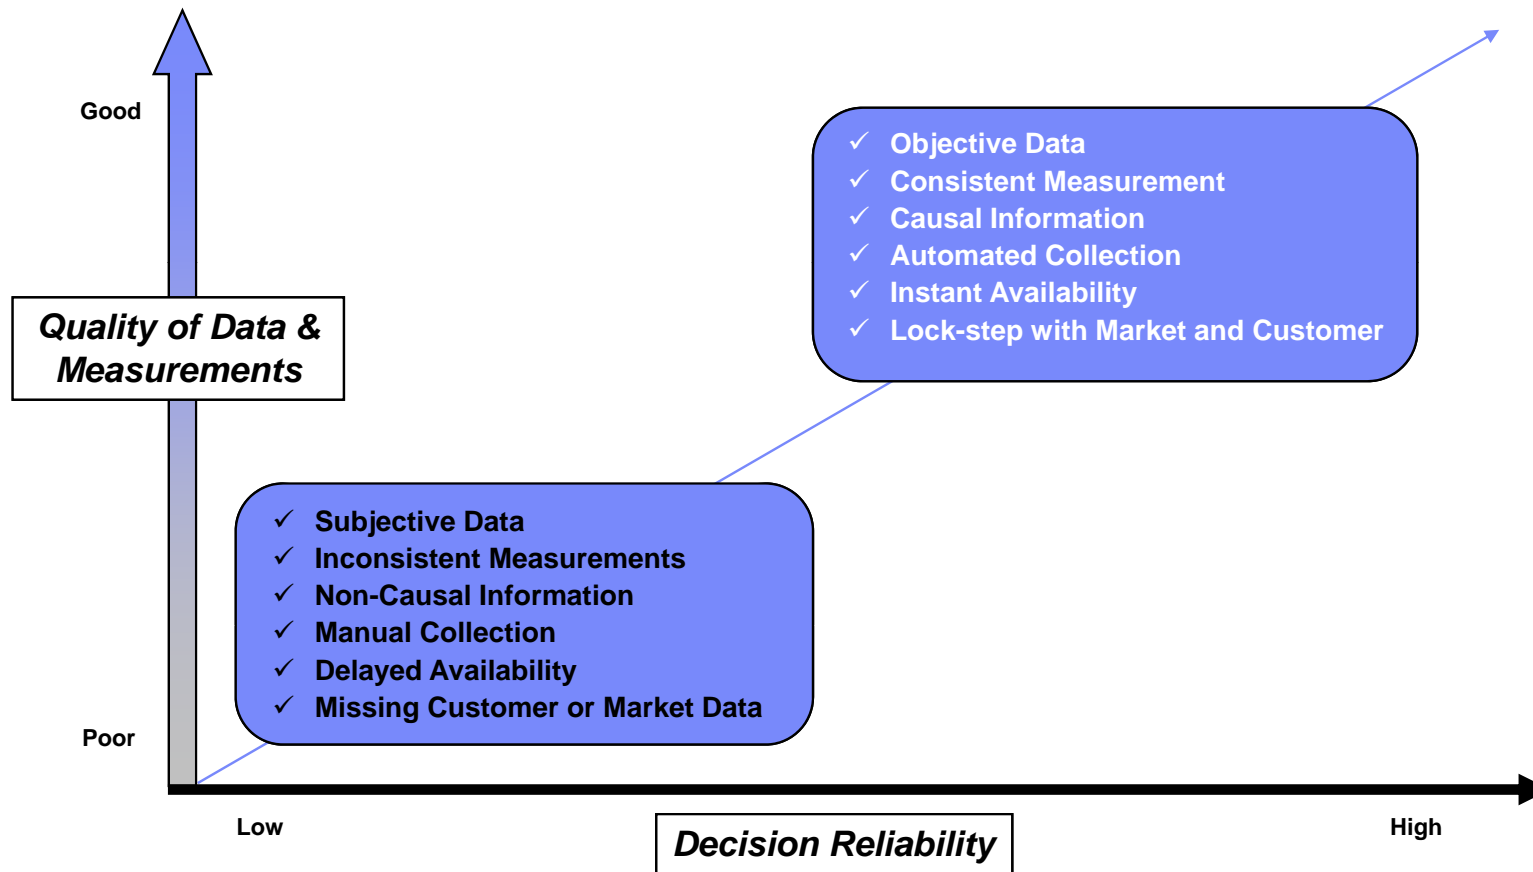 Good
✓ Objective Data
✓ Consistent Measurement
✓ Causal Information
✓ Automated Collection
✓ Instant Availability
✓ Lock-step with Market and Customer
Quality of Data &
Measurements
✓ Subjective Data
✓ Inconsistent Measurements
✓ Non-Causal Information
✓ Manual Collection
✓ Delayed Availability
✓ Missing Customer or Market Data
Poor
Low
Decision Reliability
High